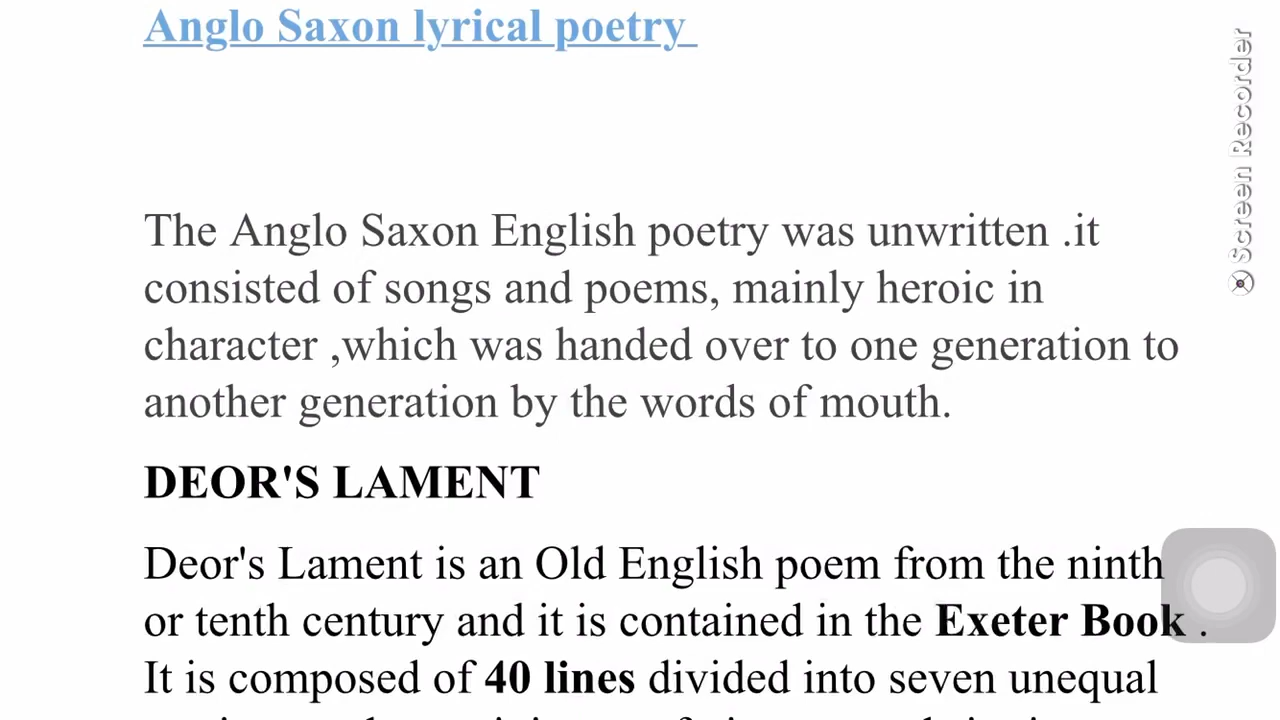 Anglo Saxon lyrical poetry
Screen Recorder
The Anglo Saxon English poetry was unwritten .it
consisted of songs and poems, mainly heroic in
character ,which was handed over to one generation to
another generation by the words of mouth.
DEOR'S LAMENT
Deor's Lament is an Old English poem from the ninth
or tenth century and it is contained in the Exeter Book .
It is composed of 40 lines divided into seven unequal